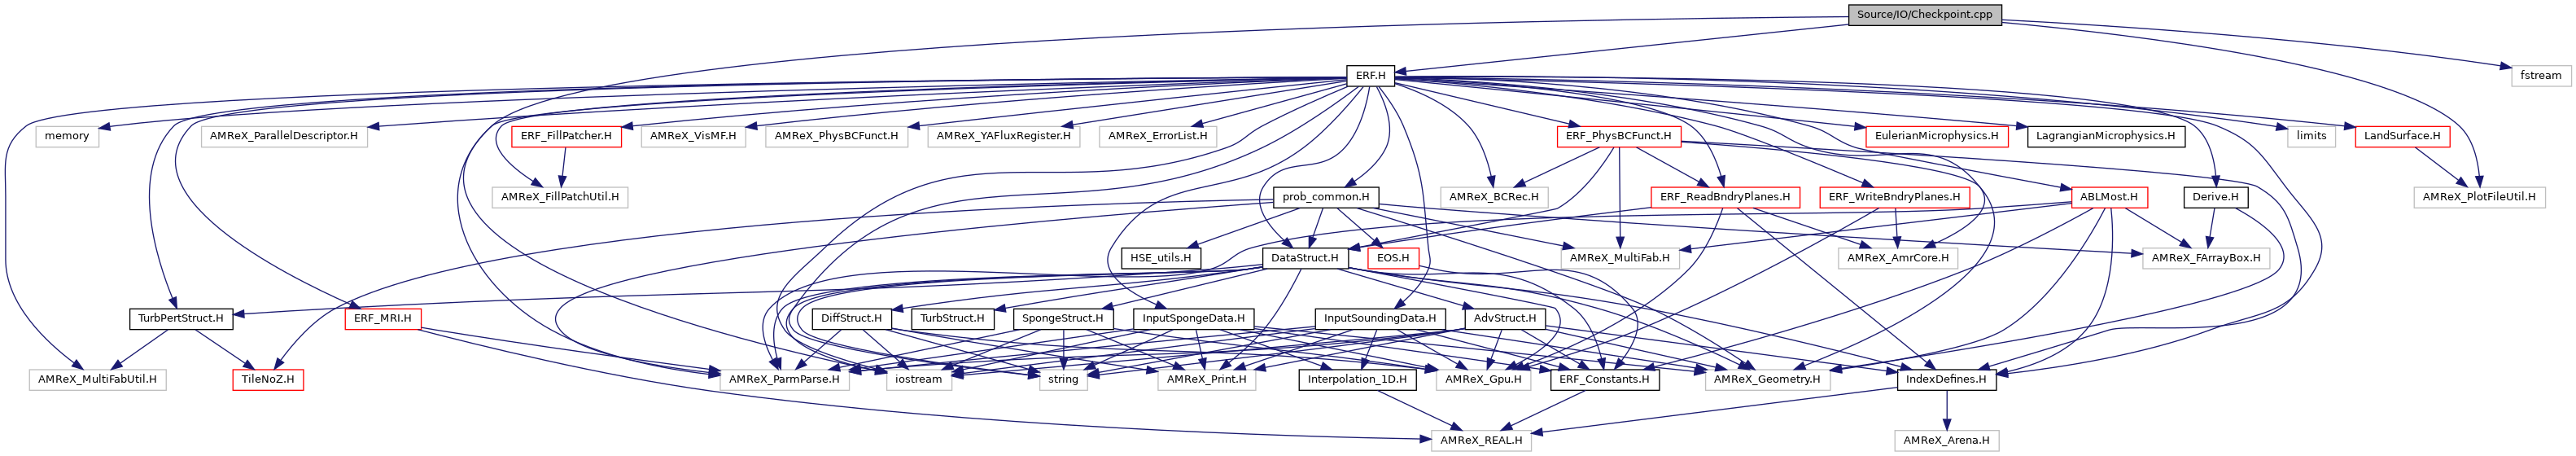 Source/IO/Checkpoint.cpp
ERF.H
fstream
memory
AMReX_ParallelDescriptor.H
ERF_FillPatcher.H
AMReX_VisMF.H
AMReX_PhysBCFunct.H
AMReX_YAFluxRegister.H
AMReX_ErrorList.H
ERF_PhysBCFunct.H
EulerianMicrophysics.H
LagrangianMicrophysics.H
limits
LandSurface.H
AMReX_FillPatchUtil.H
prob_common.H
AMReX_BCRec.H
ERF_ReadBndryPlanes.H
ERF_WriteBndryPlanes.H
ABLMost.H
Derive.H
AMReX_PlotFileUtil.H
HSE_utils.H
DataStruct.H
EOS.H
AMReX_MultiFab.H
AMReX_AmrCore.H
AMReX_FArrayBox.H
TurbPertStruct.H
ERF_MRI.H
DiffStruct.H
TurbStruct.H
SpongeStruct.H
InputSpongeData.H
InputSoundingData.H
AdvStruct.H
AMReX_MultiFabUtil.H
TileNoZ.H
AMReX_ParmParse.H
iostream
string
AMReX_Print.H
Interpolation_1D.H
AMReX_Gpu.H
ERF_Constants.H
AMReX_Geometry.H
IndexDefines.H
AMReX_REAL.H
AMReX_Arena.H